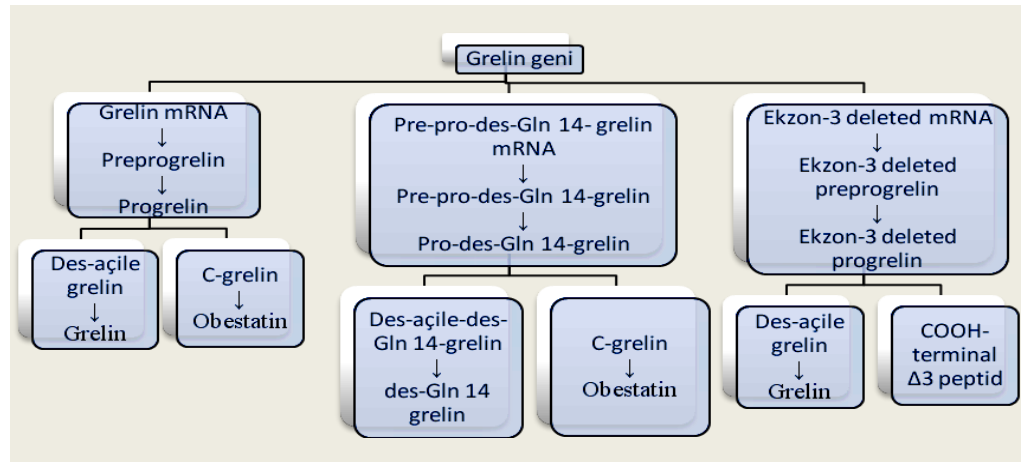 Grelin geni
Grelin mRNA
↓
Preprogrelin
↓
Progrelin
Des-açile
grelin
↓
Grelin
C-grelin
↓
Obestatin
Pre-pro-des-Gln 14- grelin
mRNA
↓
Pre-pro-des-Gln 14-grelin
↓
Pro-des-Gln 14-grelin
Des-açile-des-
Gln 14-grelin
↓
des-Gln 14
grelin
C-grelin
↓
Obestatin
Ekzon-3 deleted mRNA
↓
Ekzon-3 deleted
preprogrelin
↓
Ekzon-3 deleted
progrelin
Des-açile
grelin
↓
Grelin
COOH-
terminal
Δ3 peptid